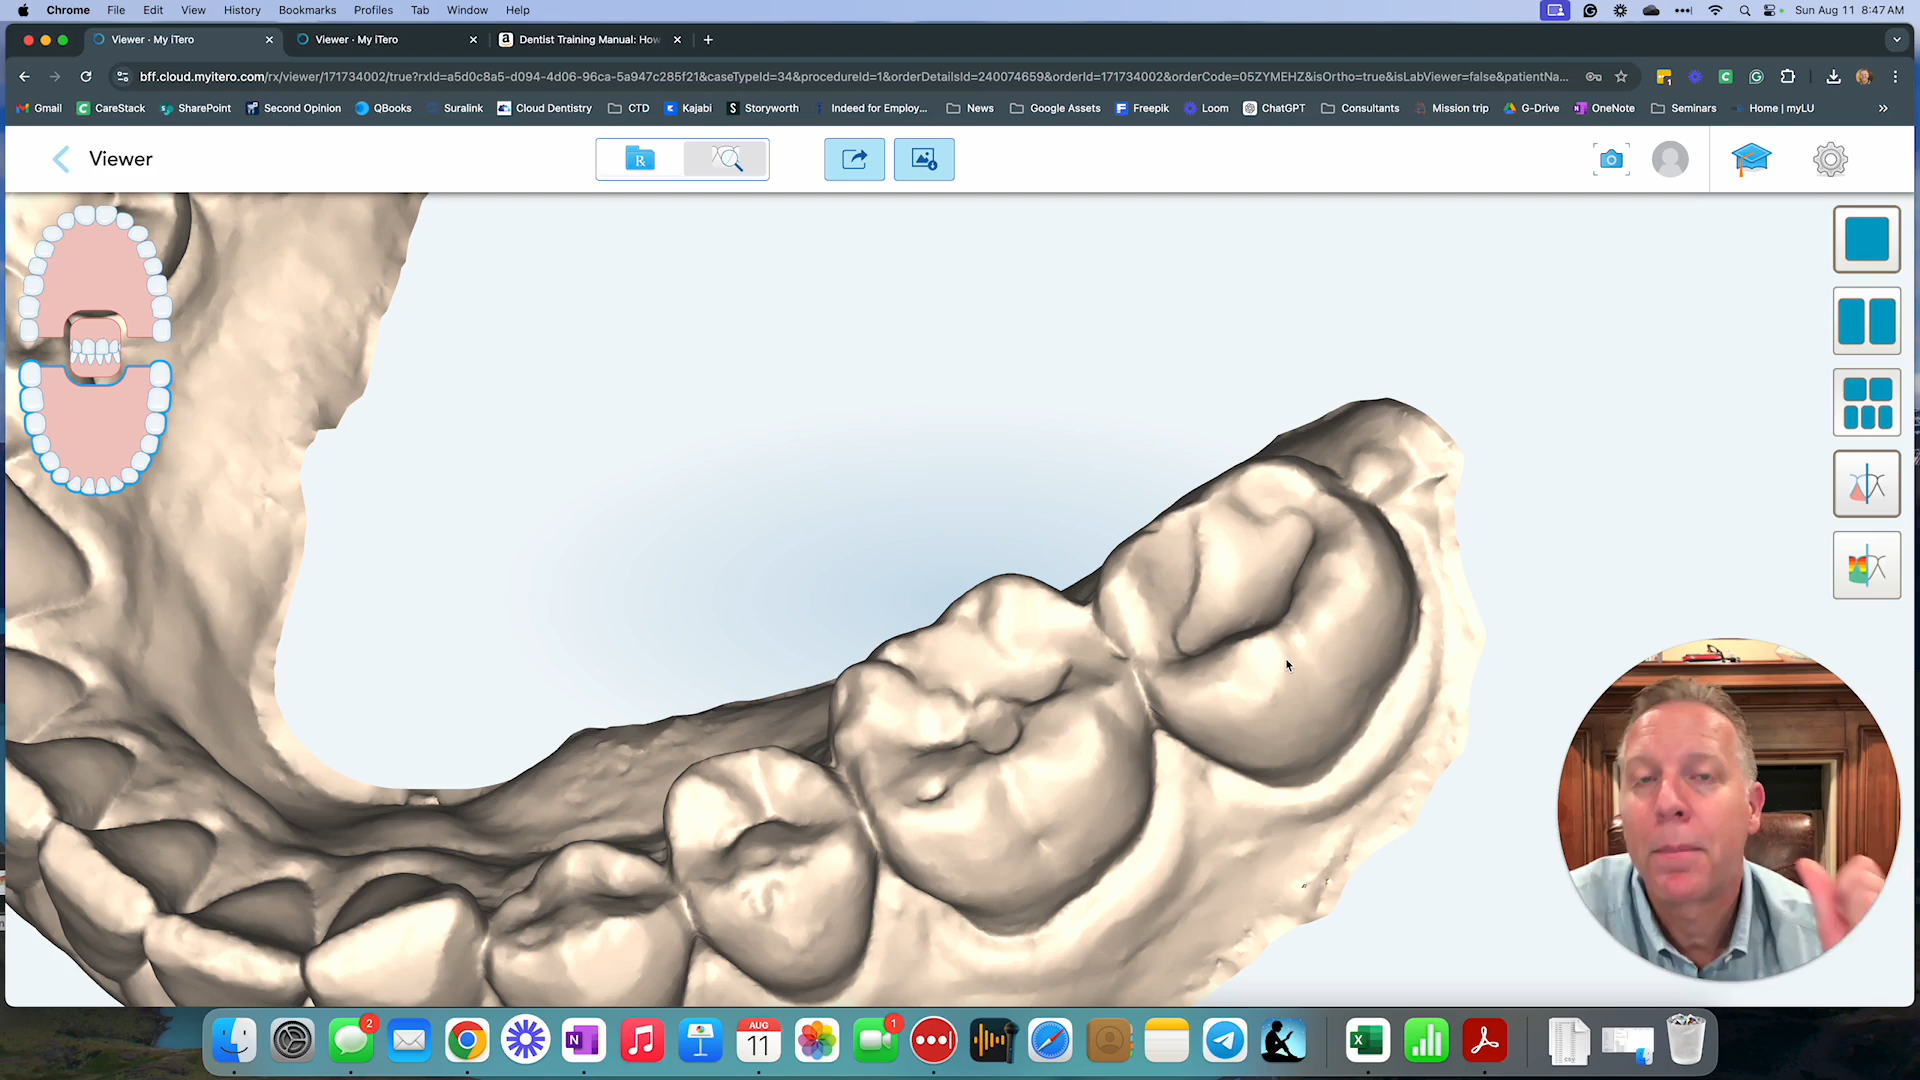 Chrome File Edit View History Bookmarks Profiles Tab Window Help
Sun Aug 11 8:47 AM
Viewer · My iTero
Viewer · My iTero
Dentist Training Manual: How
bff.cloud.myitero.com/rx/viewer/171734002/true?rxId=a5d0c8a5-d094-4d06-96ca-5a947c285f21&caseTypeId=34&procedureId=1&orderDetailsId=240074659&orderId=171734002&orderCode=05ZYMEHZ&isOrtho=true&isLabViewer=false&patientNa...
Gmail CareStack SharePoint Second Opinion QBooks Suralink Cloud Dentistry CTD Kajabi Storyworth Indeed for Employ... News Google Assets Freepik Loom ChatGPT Consultants Mission trip G-Drive OneNote Seminars Home | myLU
Viewer
R
2
AUG
11
1